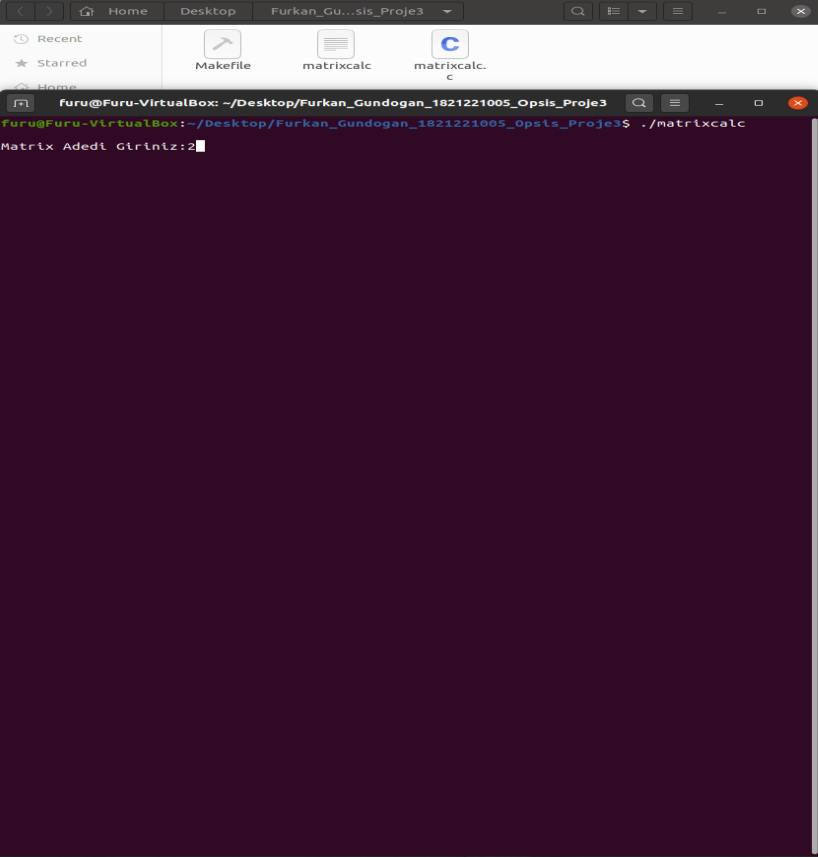 Home Desktop Furkan_Gu...sis_Proje3
Recent
Starred
Home
Makefile
matrixcalc
matrixcalc.
c
furu@Furu-VirtualBox: ~/Desktop/Furkan_Gundogan_1821221005_Opsis_Proje3
furu@Furu-VirtualBox:~/Desktop/Furkan_Gundogan_1821221005_Opsis_Proje3$ ./matrixcalc
Matrix Adedi Giriniz:2